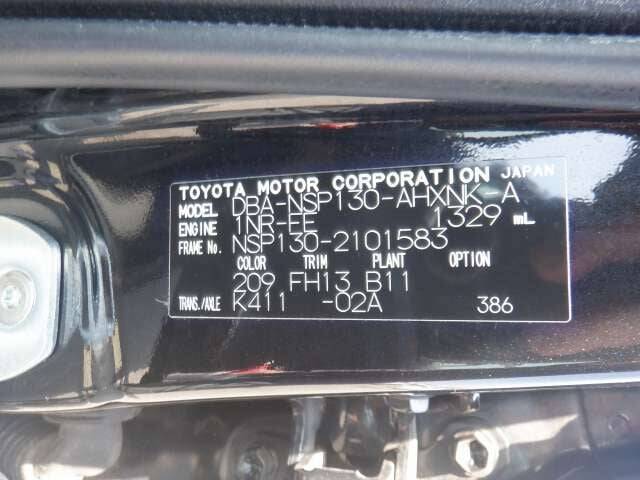 TOYOTA MOTOR CORPORATION JAPAN
MODEL DBA-NSP130-AHXNK-A
ENGINE 1NR-FE 1329 mL
FRAME No. NSP130-2101583
COLOR TRIM PLANT OPTION
209 FH13 B11
TRANS./AXLE K411 -02A 386